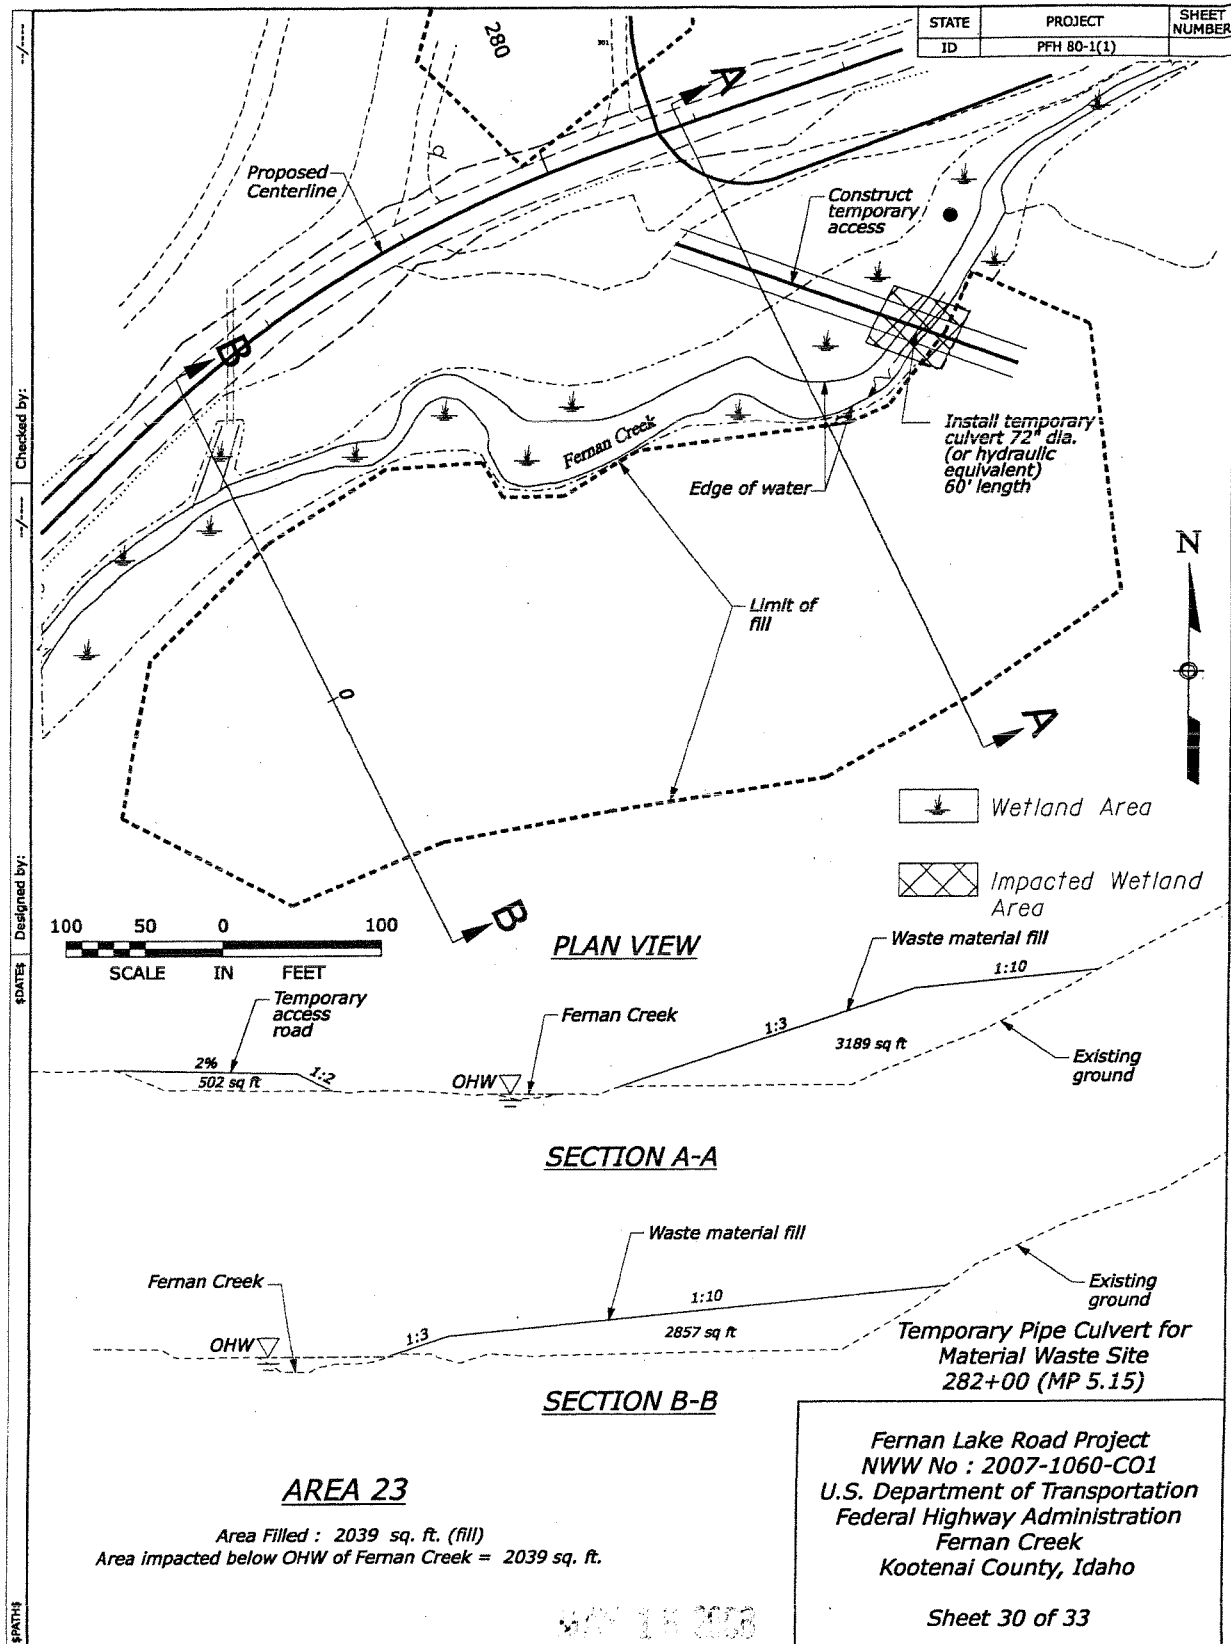 STATE PROJECT SHEET NUMBER
ID PFH 80-1(1)
280
A
Proposed
Centerline
Construct
temporary
access
B
Fernan Creek
Install temporary
culvert 72" dia.
(or hydraulic
equivalent)
60' length
Edge of water
N
Limit of
fill
0
A
Wetland Area
Impacted Wetland
Area
B
100 50 0 100
SCALE IN FEET
PLAN VIEW
Waste material fill
1:10
Temporary
access
road
Fernan Creek
1:3
3189 sq ft
2%
502 sq ft
1:2
OHW
Existing
ground
SECTION A-A
Waste material fill
Fernan Creek
1:10
Existing
ground
OHW
1:3
2857 sq ft
Temporary Pipe Culvert for
Material Waste Site
282+00 (MP 5.15)
SECTION B-B
AREA 23
Area Filled : 2039 sq. ft. (fill)
Area impacted below OHW of Fernan Creek = 2039 sq. ft.
Fernan Lake Road Project
NWW No : 2007-1060-CO1
U.S. Department of Transportation
Federal Highway Administration
Fernan Creek
Kootenai County, Idaho
Sheet 30 of 33
--/----
Checked by:
--/----
Designed by:
$DATE$
$PATH$